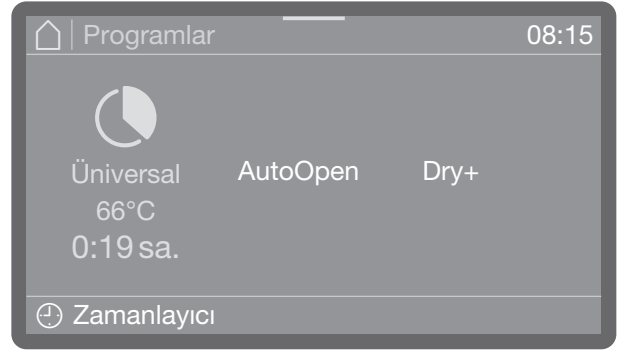 Programlar 08:15
Üniversal AutoOpen Dry+
66°C
0:19 sa.
Zamanlayıcı